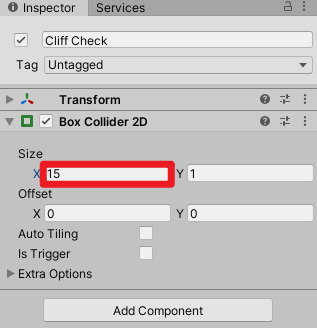 Inspector Services
Cliff Check
Tag Untagged
Transform
Box Collider 2D
Size
X 15 Y 1
Offset
X 0 Y 0
Auto Tiling
Is Trigger
Extra Options
Add Component